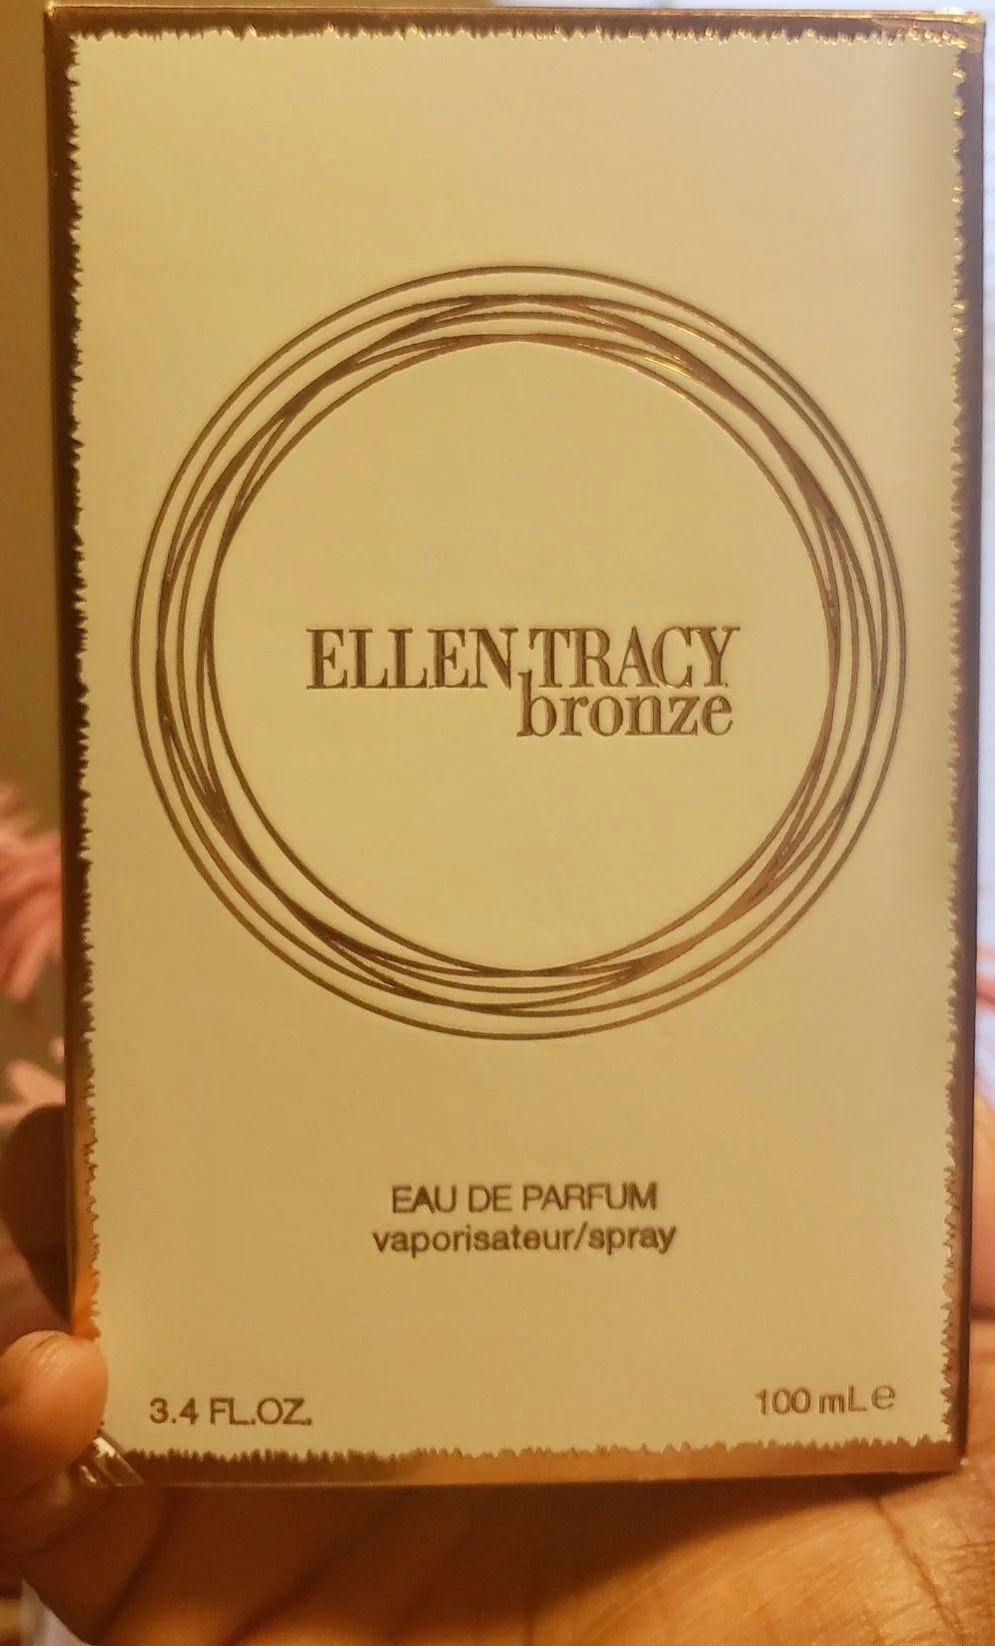 ELLEN TRACY
bronze
EAU DE PARFUM
vaporisateur/spray
3.4 FL.OZ.
100 mL℮